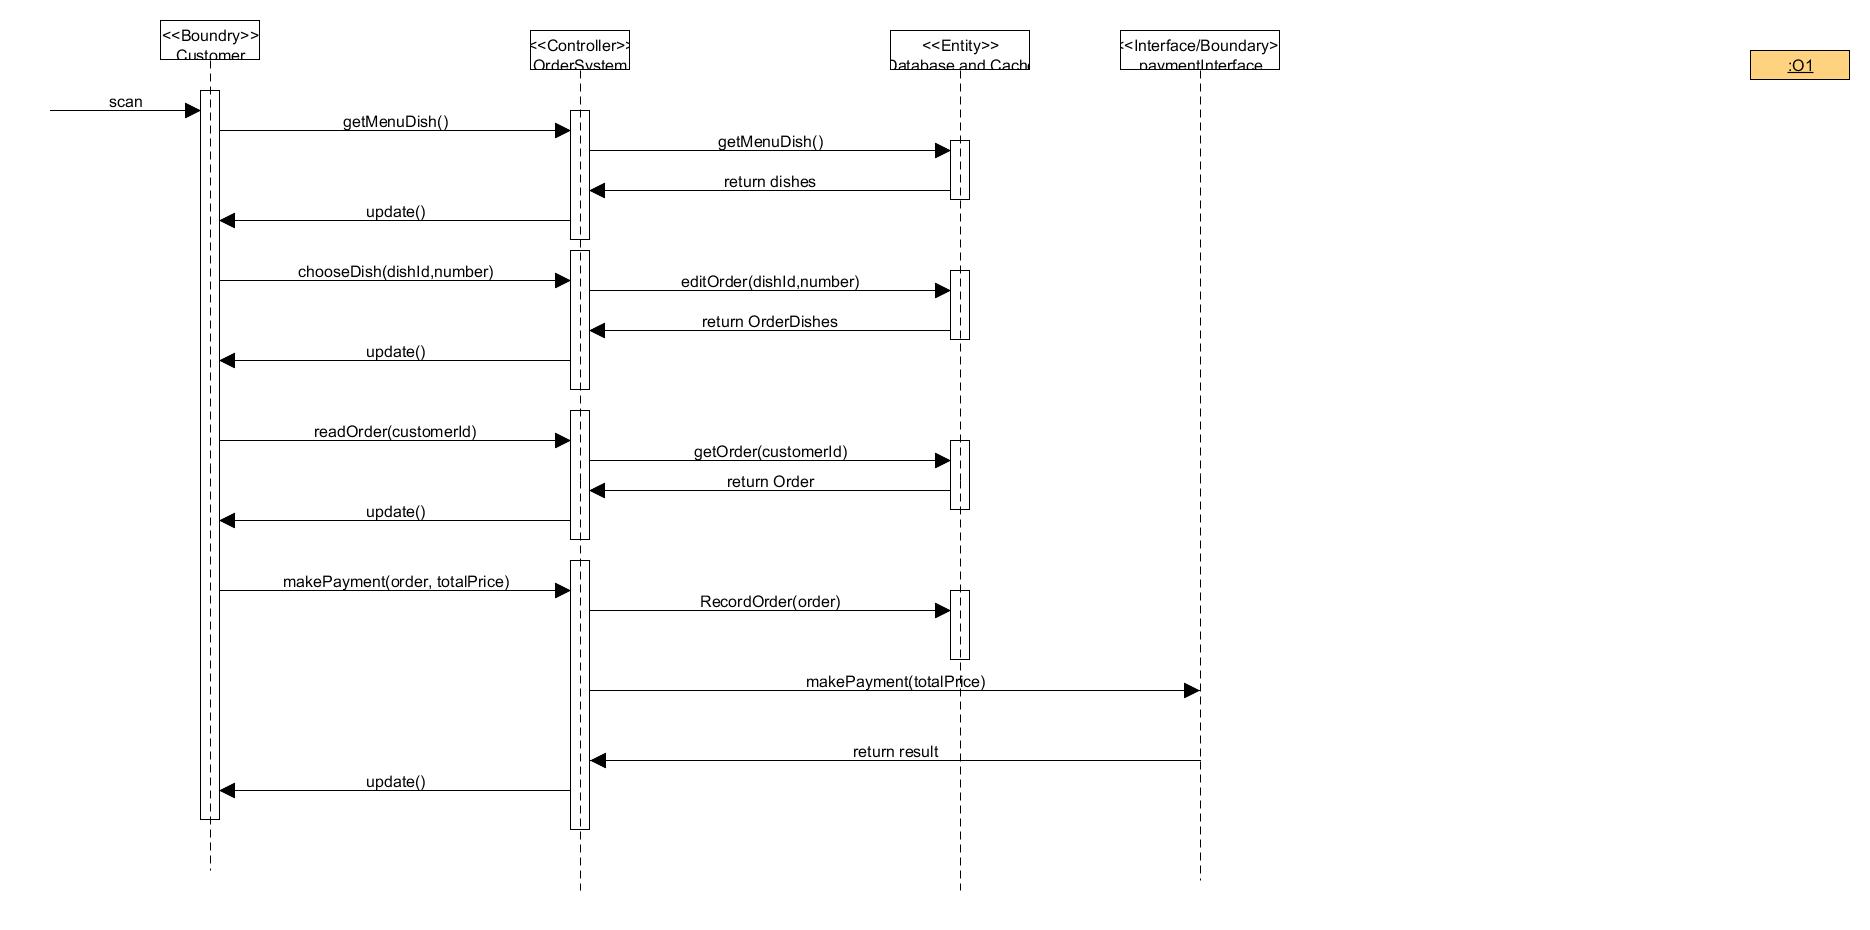 <<Boundry>>
Customer
<<Controller>>
OrderSystem
<<Entity>>
Database and Cache
<<Interface/Boundary>
paymentInterface
:O1
scan
getMenuDish()
getMenuDish()
return dishes
update()
chooseDish(dishId,number)
editOrder(dishId,number)
return OrderDishes
update()
readOrder(customerId)
getOrder(customerId)
return Order
update()
makePayment(order, totalPrice)
RecordOrder(order)
makePayment(totalPrice)
return result
update()